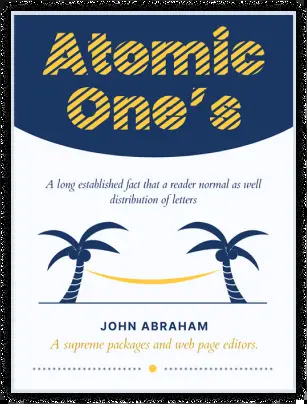 Atomic
One's
A long established fact that a reader normal as well
distribution of letters
JOHN ABRAHAM
A supreme packages and web page editors.